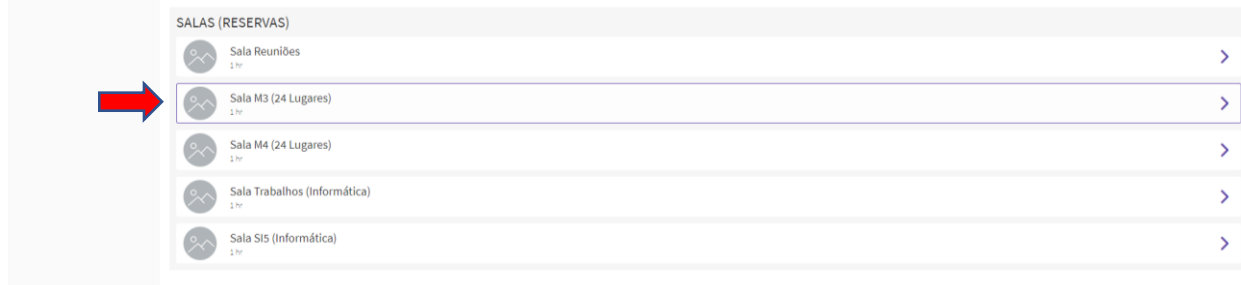 SALAS (RESERVAS)
Sala Reuniões
1 hr
Sala M3 (24 Lugares)
1 hr
Sala M4 (24 Lugares)
1 hr
Sala Trabalhos (Informática)
1 hr
Sala SI5 (Informática)
1 hr